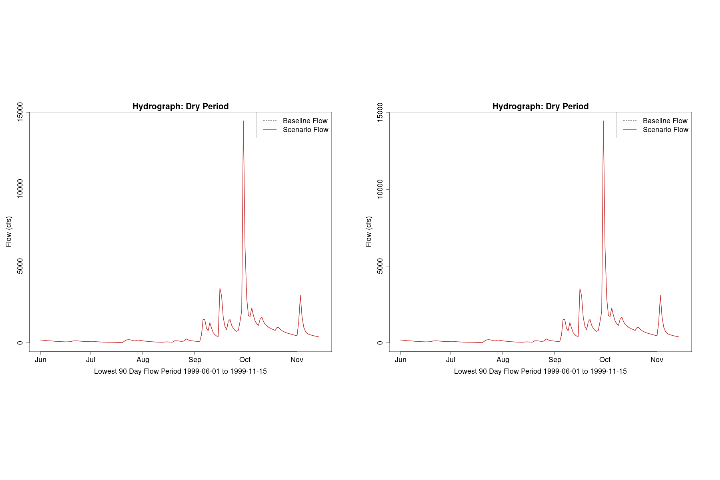 Hydrograph: Dry Period
15000
10000
5000
0
Flow (cfs)
Baseline Flow
Scenario Flow
Jun Jul Aug Sep Oct Nov
Lowest 90 Day Flow Period 1999-06-01 to 1999-11-15
Hydrograph: Dry Period
15000
10000
5000
0
Flow (cfs)
Baseline Flow
Scenario Flow
Jun Jul Aug Sep Oct Nov
Lowest 90 Day Flow Period 1999-06-01 to 1999-11-15